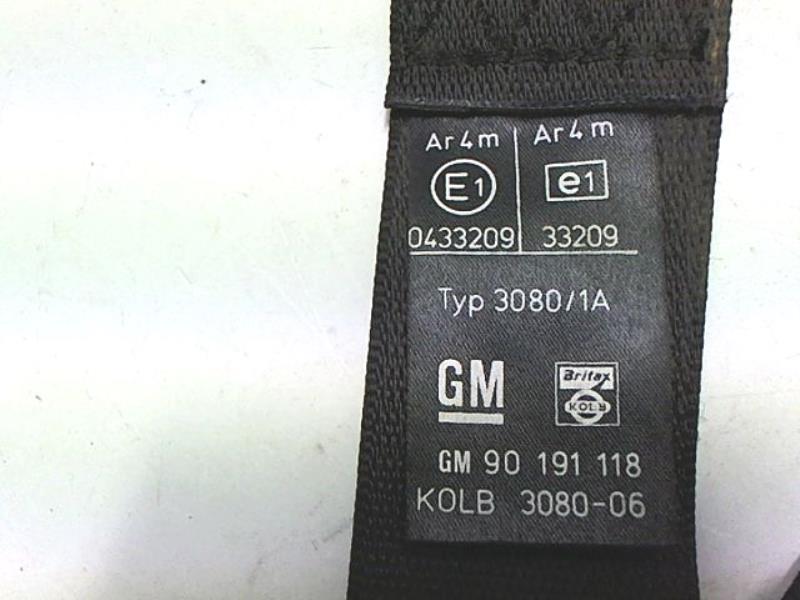 Ar4m Ar4m
E1 e1
0433209 33209
Typ 3080/1A
GM Britax
KOLB
GM 90 191 118
KOLB 3080-06